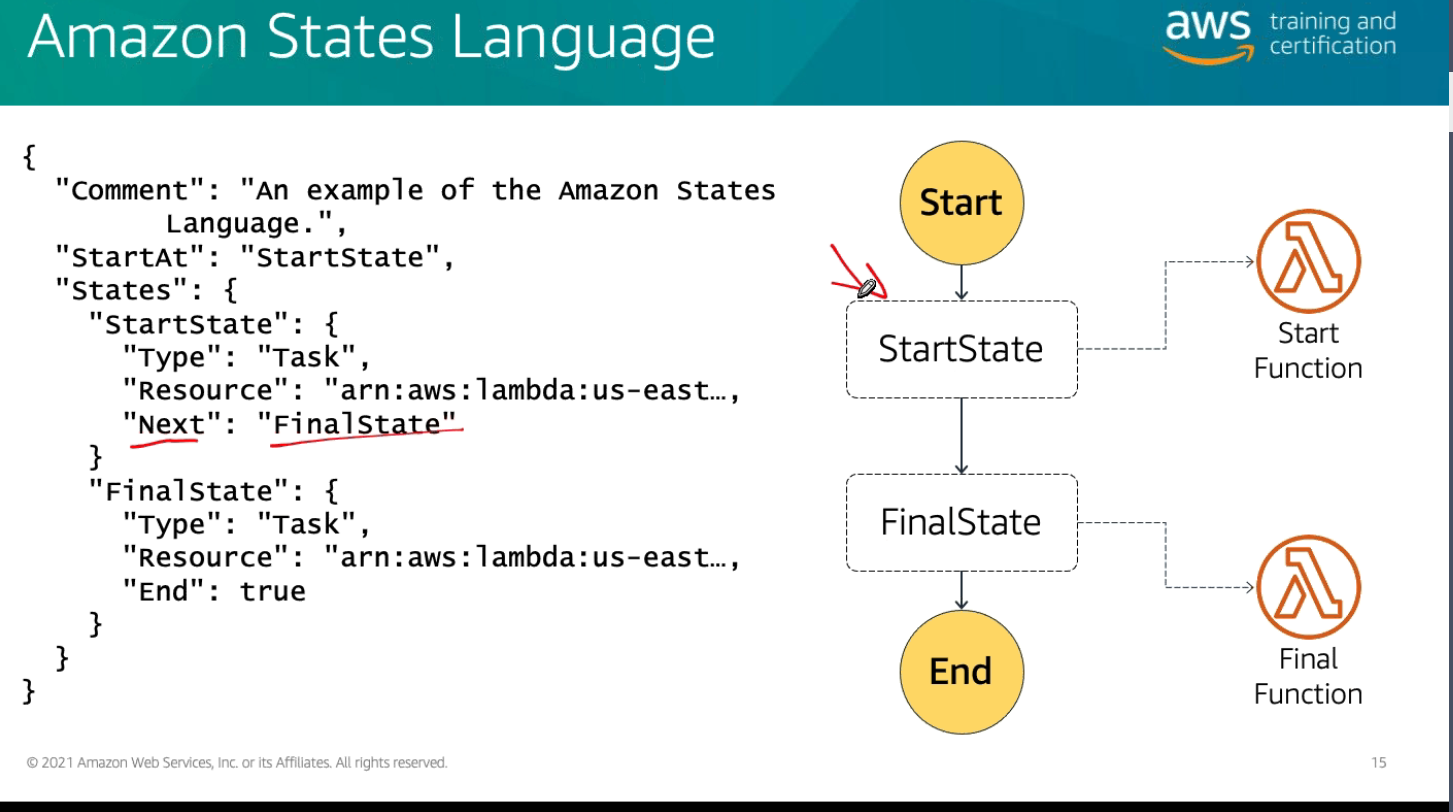 Amazon States Language
aws training and
certification
{
"Comment": "An example of the Amazon States
Language.",
"StartAt": "StartState",
"States": {
"StartState": {
"Type": "Task",
"Resource": "arn:aws:lambda:us-east…,
"Next": "FinalState"
}
"FinalState": {
"Type": "Task",
"Resource": "arn:aws:lambda:us-east…,
"End": true
}
}
}
Start
StartState
Start
Function
FinalState
Final
Function
End
© 2021 Amazon Web Services, Inc. or its Affiliates. All rights reserved.
15